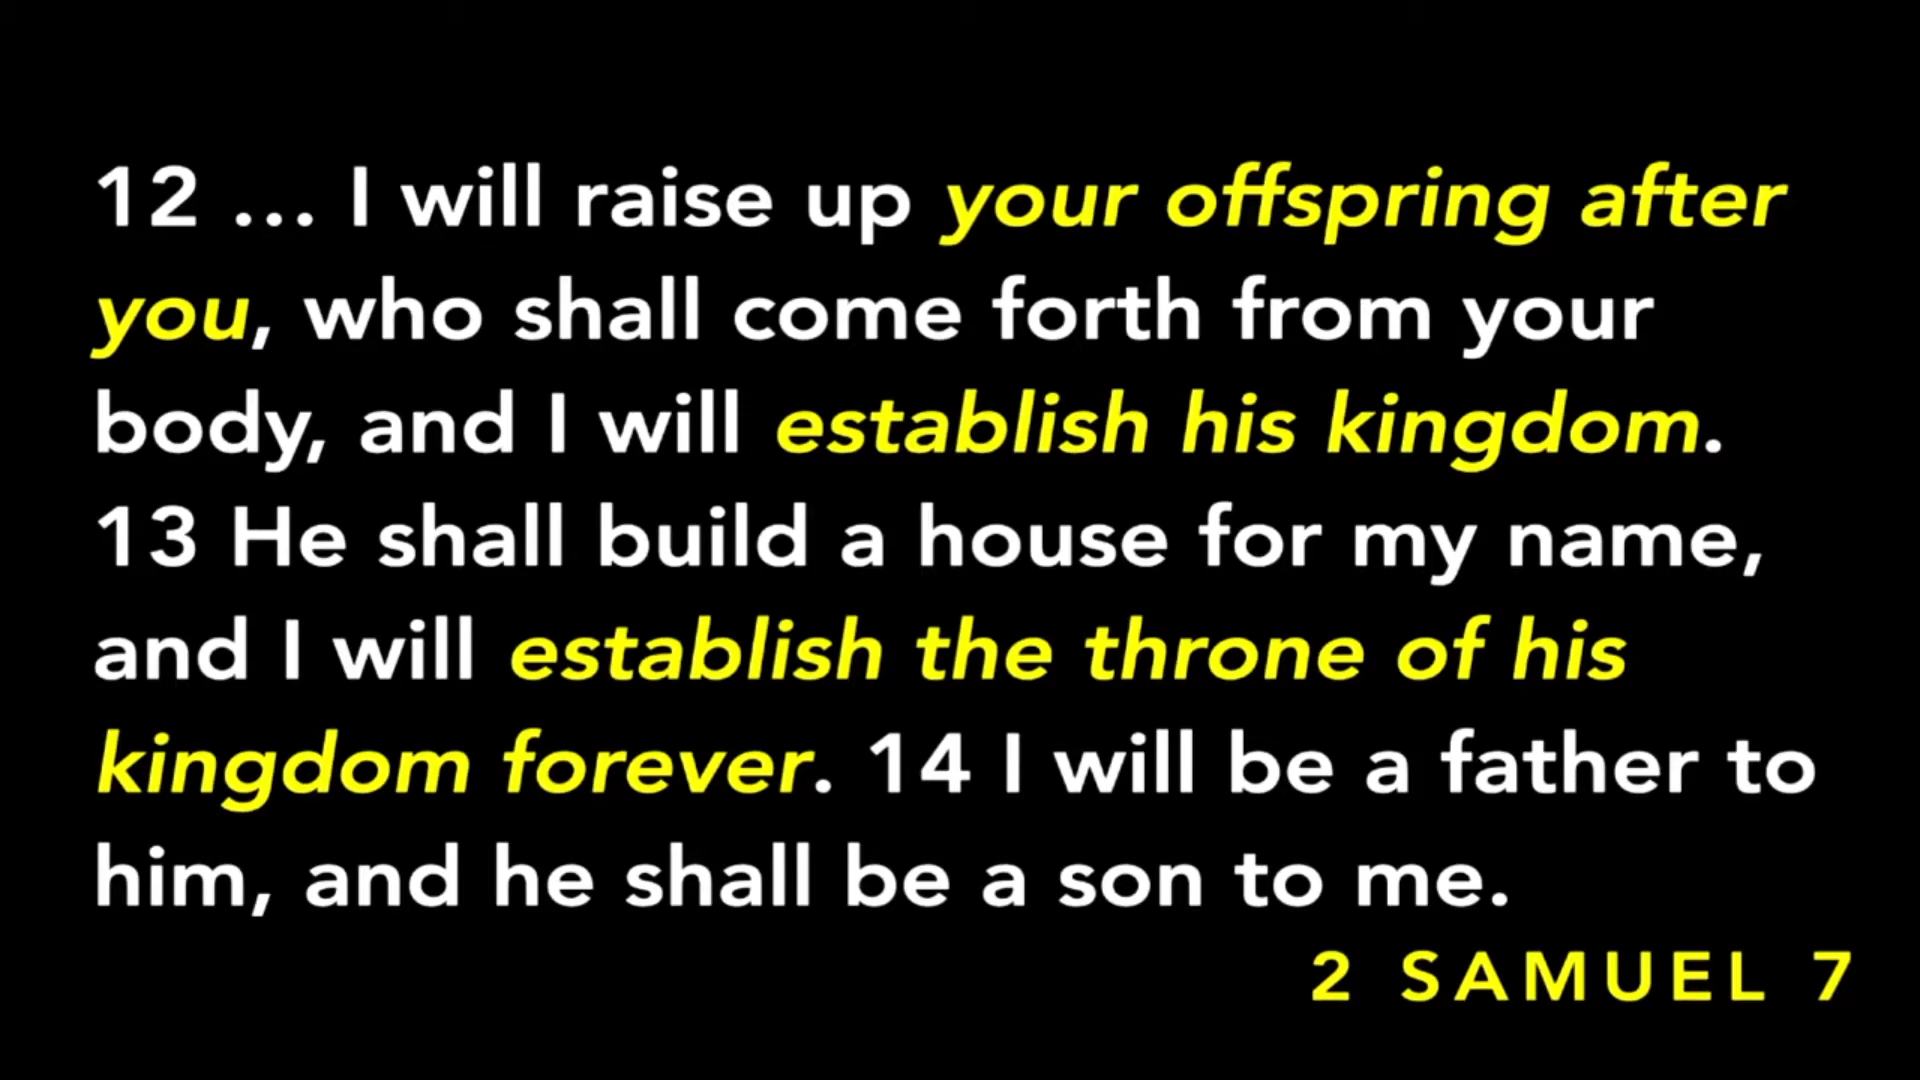 12 … I will raise up your offspring after
you, who shall come forth from your
body, and I will establish his kingdom.
13 He shall build a house for my name,
and I will establish the throne of his
kingdom forever. 14 I will be a father to
him, and he shall be a son to me.
2 SAMUEL 7